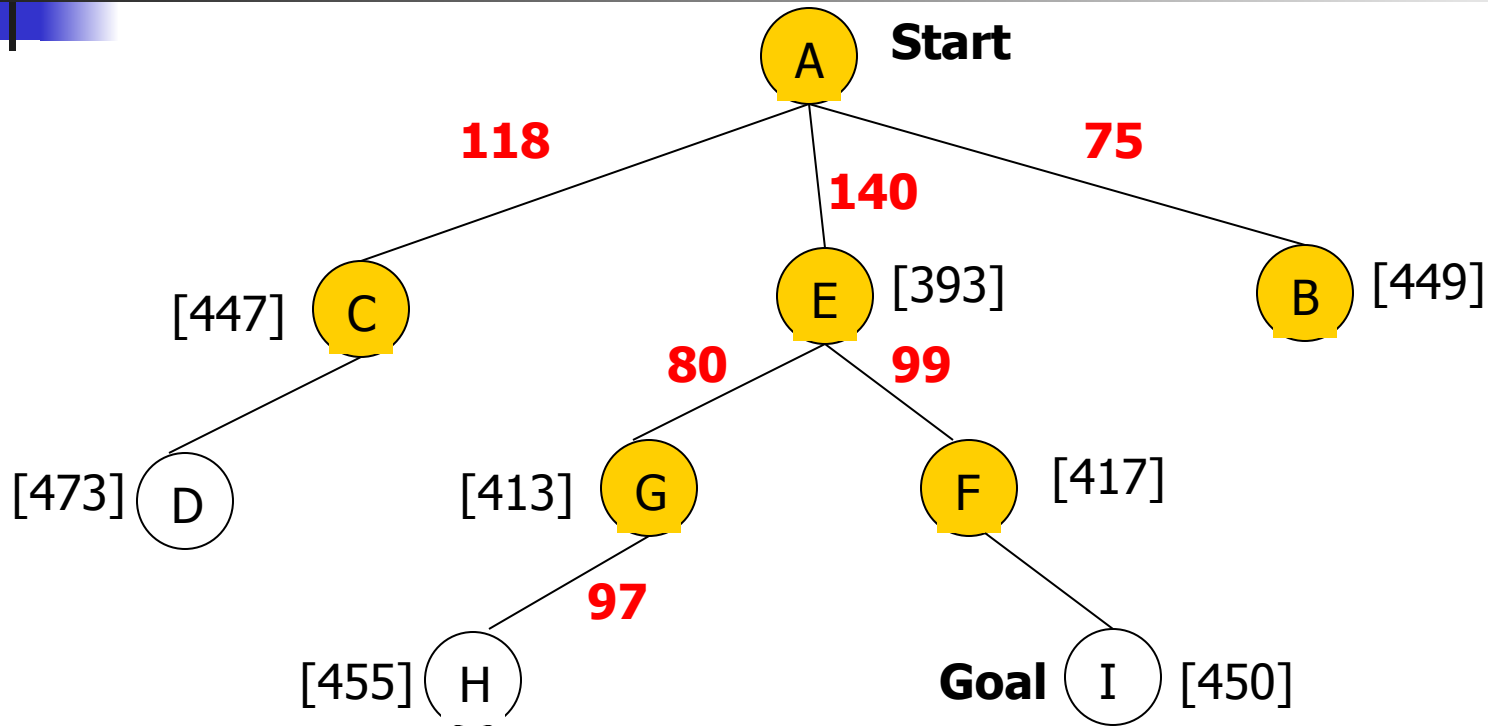 A Start
118
75
140
[447] C
E [393]
B [449]
80
99
[473] D
[413] G
F [417]
97
[455] H
Goal I [450]